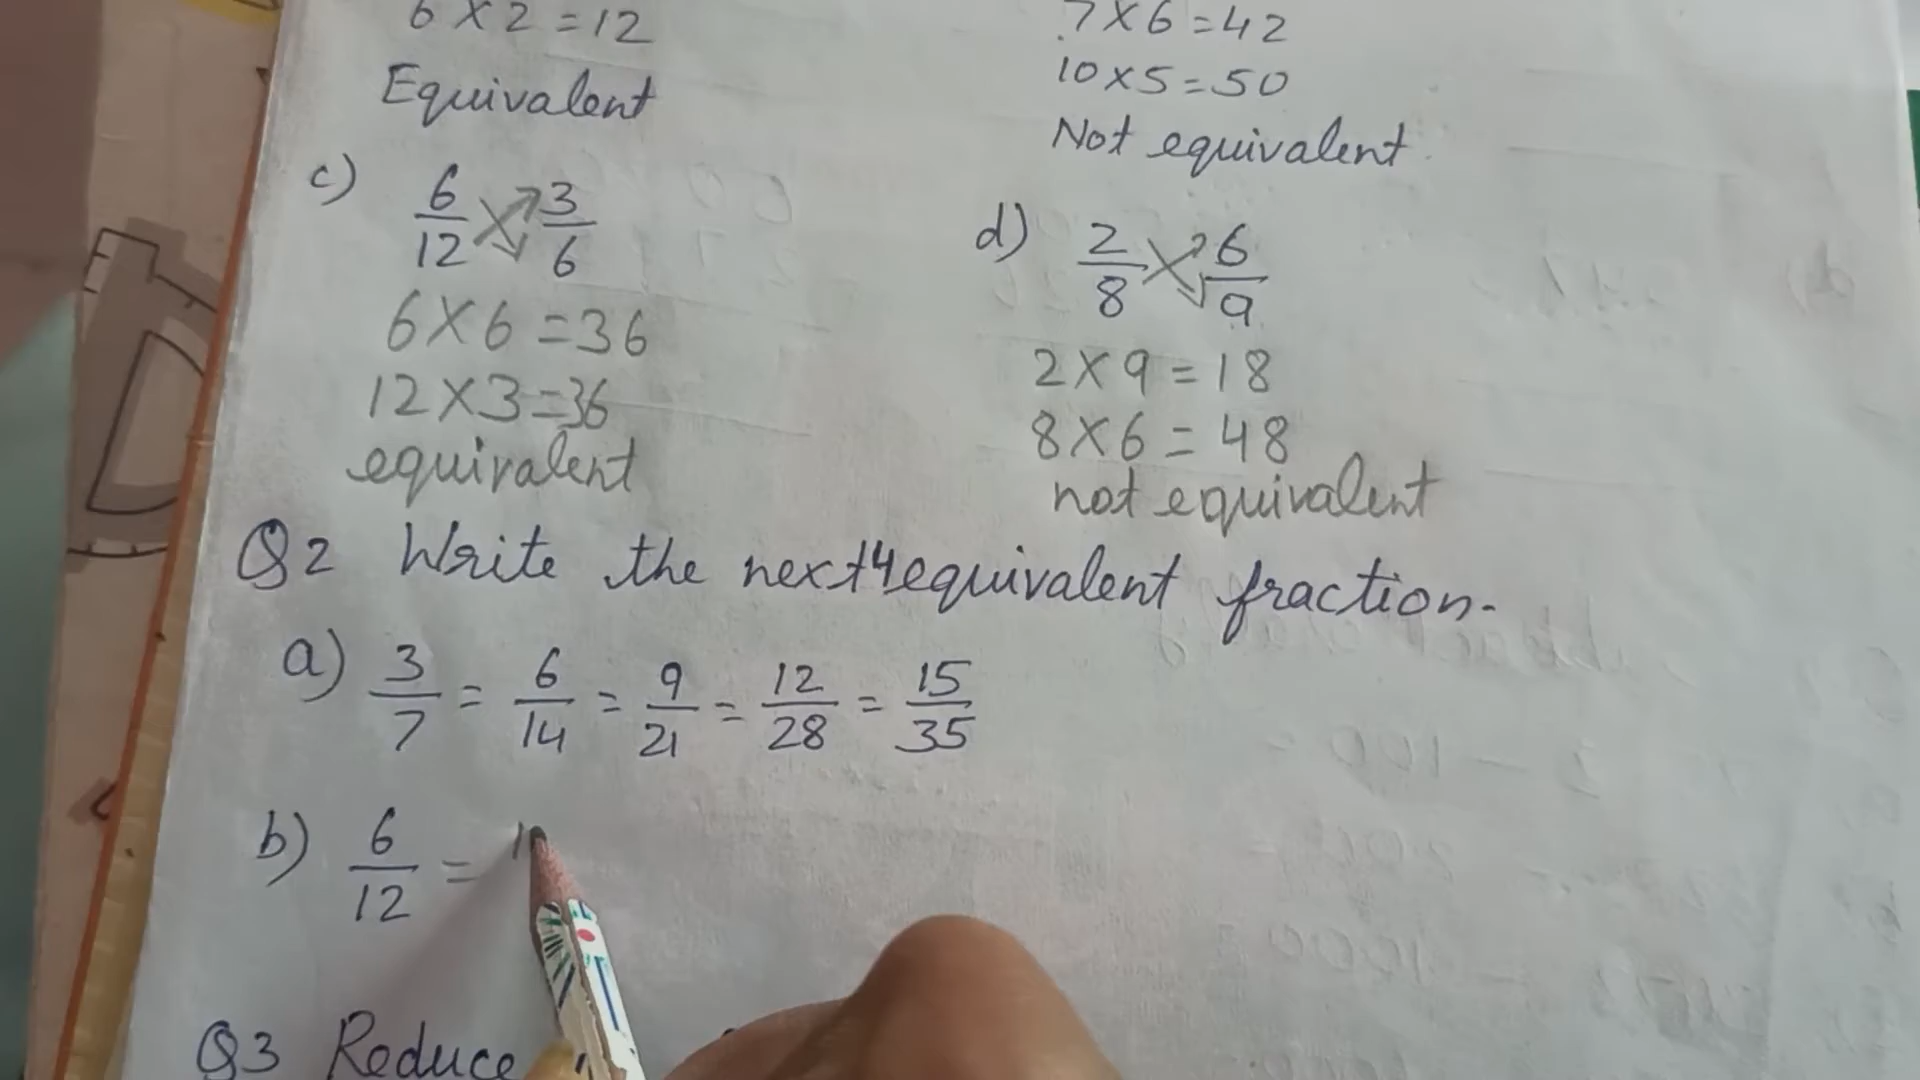 6 X 2 = 12
Equivalent
7 X 6 = 42
10 X 5 = 50
Not equivalent
c) 6/12 3/6
6 X 6 = 36
12 X 3 = 36
equivalent
d) 2/8 6/9
2 X 9 = 18
8 X 6 = 48
not equivalent
Q2 Write the next 4 equivalent fraction.
a) 3/7 = 6/14 = 9/21 = 12/28 = 15/35
b) 6/12 = 1
Q3 Reduce